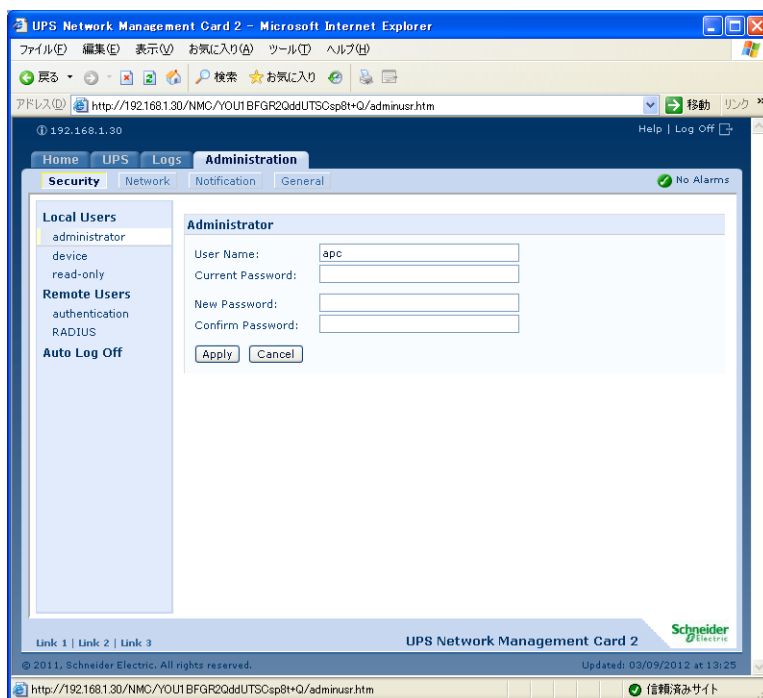 UPS Network Management Card 2 - Microsoft Internet Explorer
ファイル(F) 編集(E) 表示(V) お気に入り(A) ツール(T) ヘルプ(H)
戻る 検索 お気に入り
アドレス(D) http://192.168.1.30/NMC/YOU1BFGR2QddUTSCsp8t+Q/adminusr.htm 移動 リンク »
192.168.1.30 Help | Log Off
Home UPS Logs Administration
Security Network Notification General No Alarms
Local Users
administrator
device
read-only
Remote Users
authentication
RADIUS
Auto Log Off
Administrator
User Name: apc
Current Password:
New Password:
Confirm Password:
Apply Cancel
Link 1 | Link 2 | Link 3
UPS Network Management Card 2
Schneider
Electric
© 2011, Schneider Electric. All rights reserved. Updated: 03/09/2012 at 13:25
http://192.168.1.30/NMC/YOU1BFGR2QddUTSCsp8t+Q/adminusr.htm 信頼済みサイト